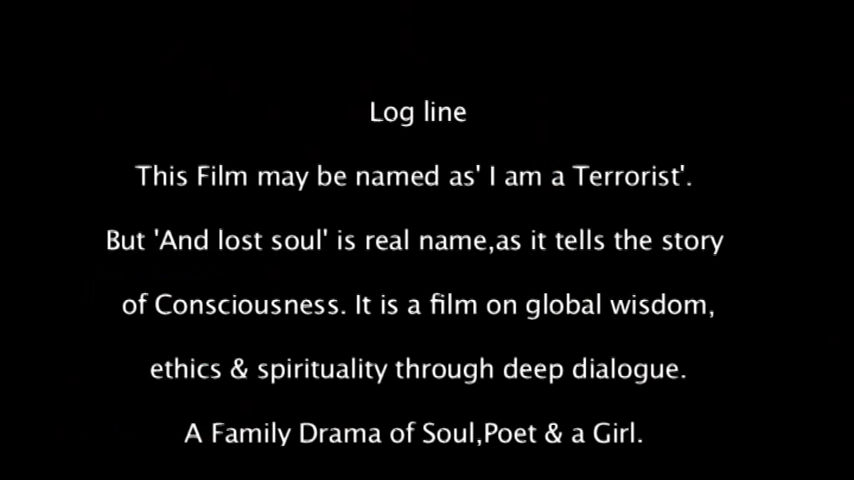 Log line
This Film may be named as' I am a Terrorist'.
But 'And lost soul' is real name,as it tells the story
of Consciousness. It is a film on global wisdom,
ethics & spirituality through deep dialogue.
A Family Drama of Soul,Poet & a Girl.